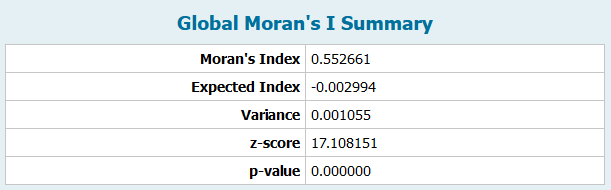 Global Moran's I Summary
Moran's Index 0.552661
Expected Index -0.002994
Variance 0.001055
z-score 17.108151
p-value 0.000000